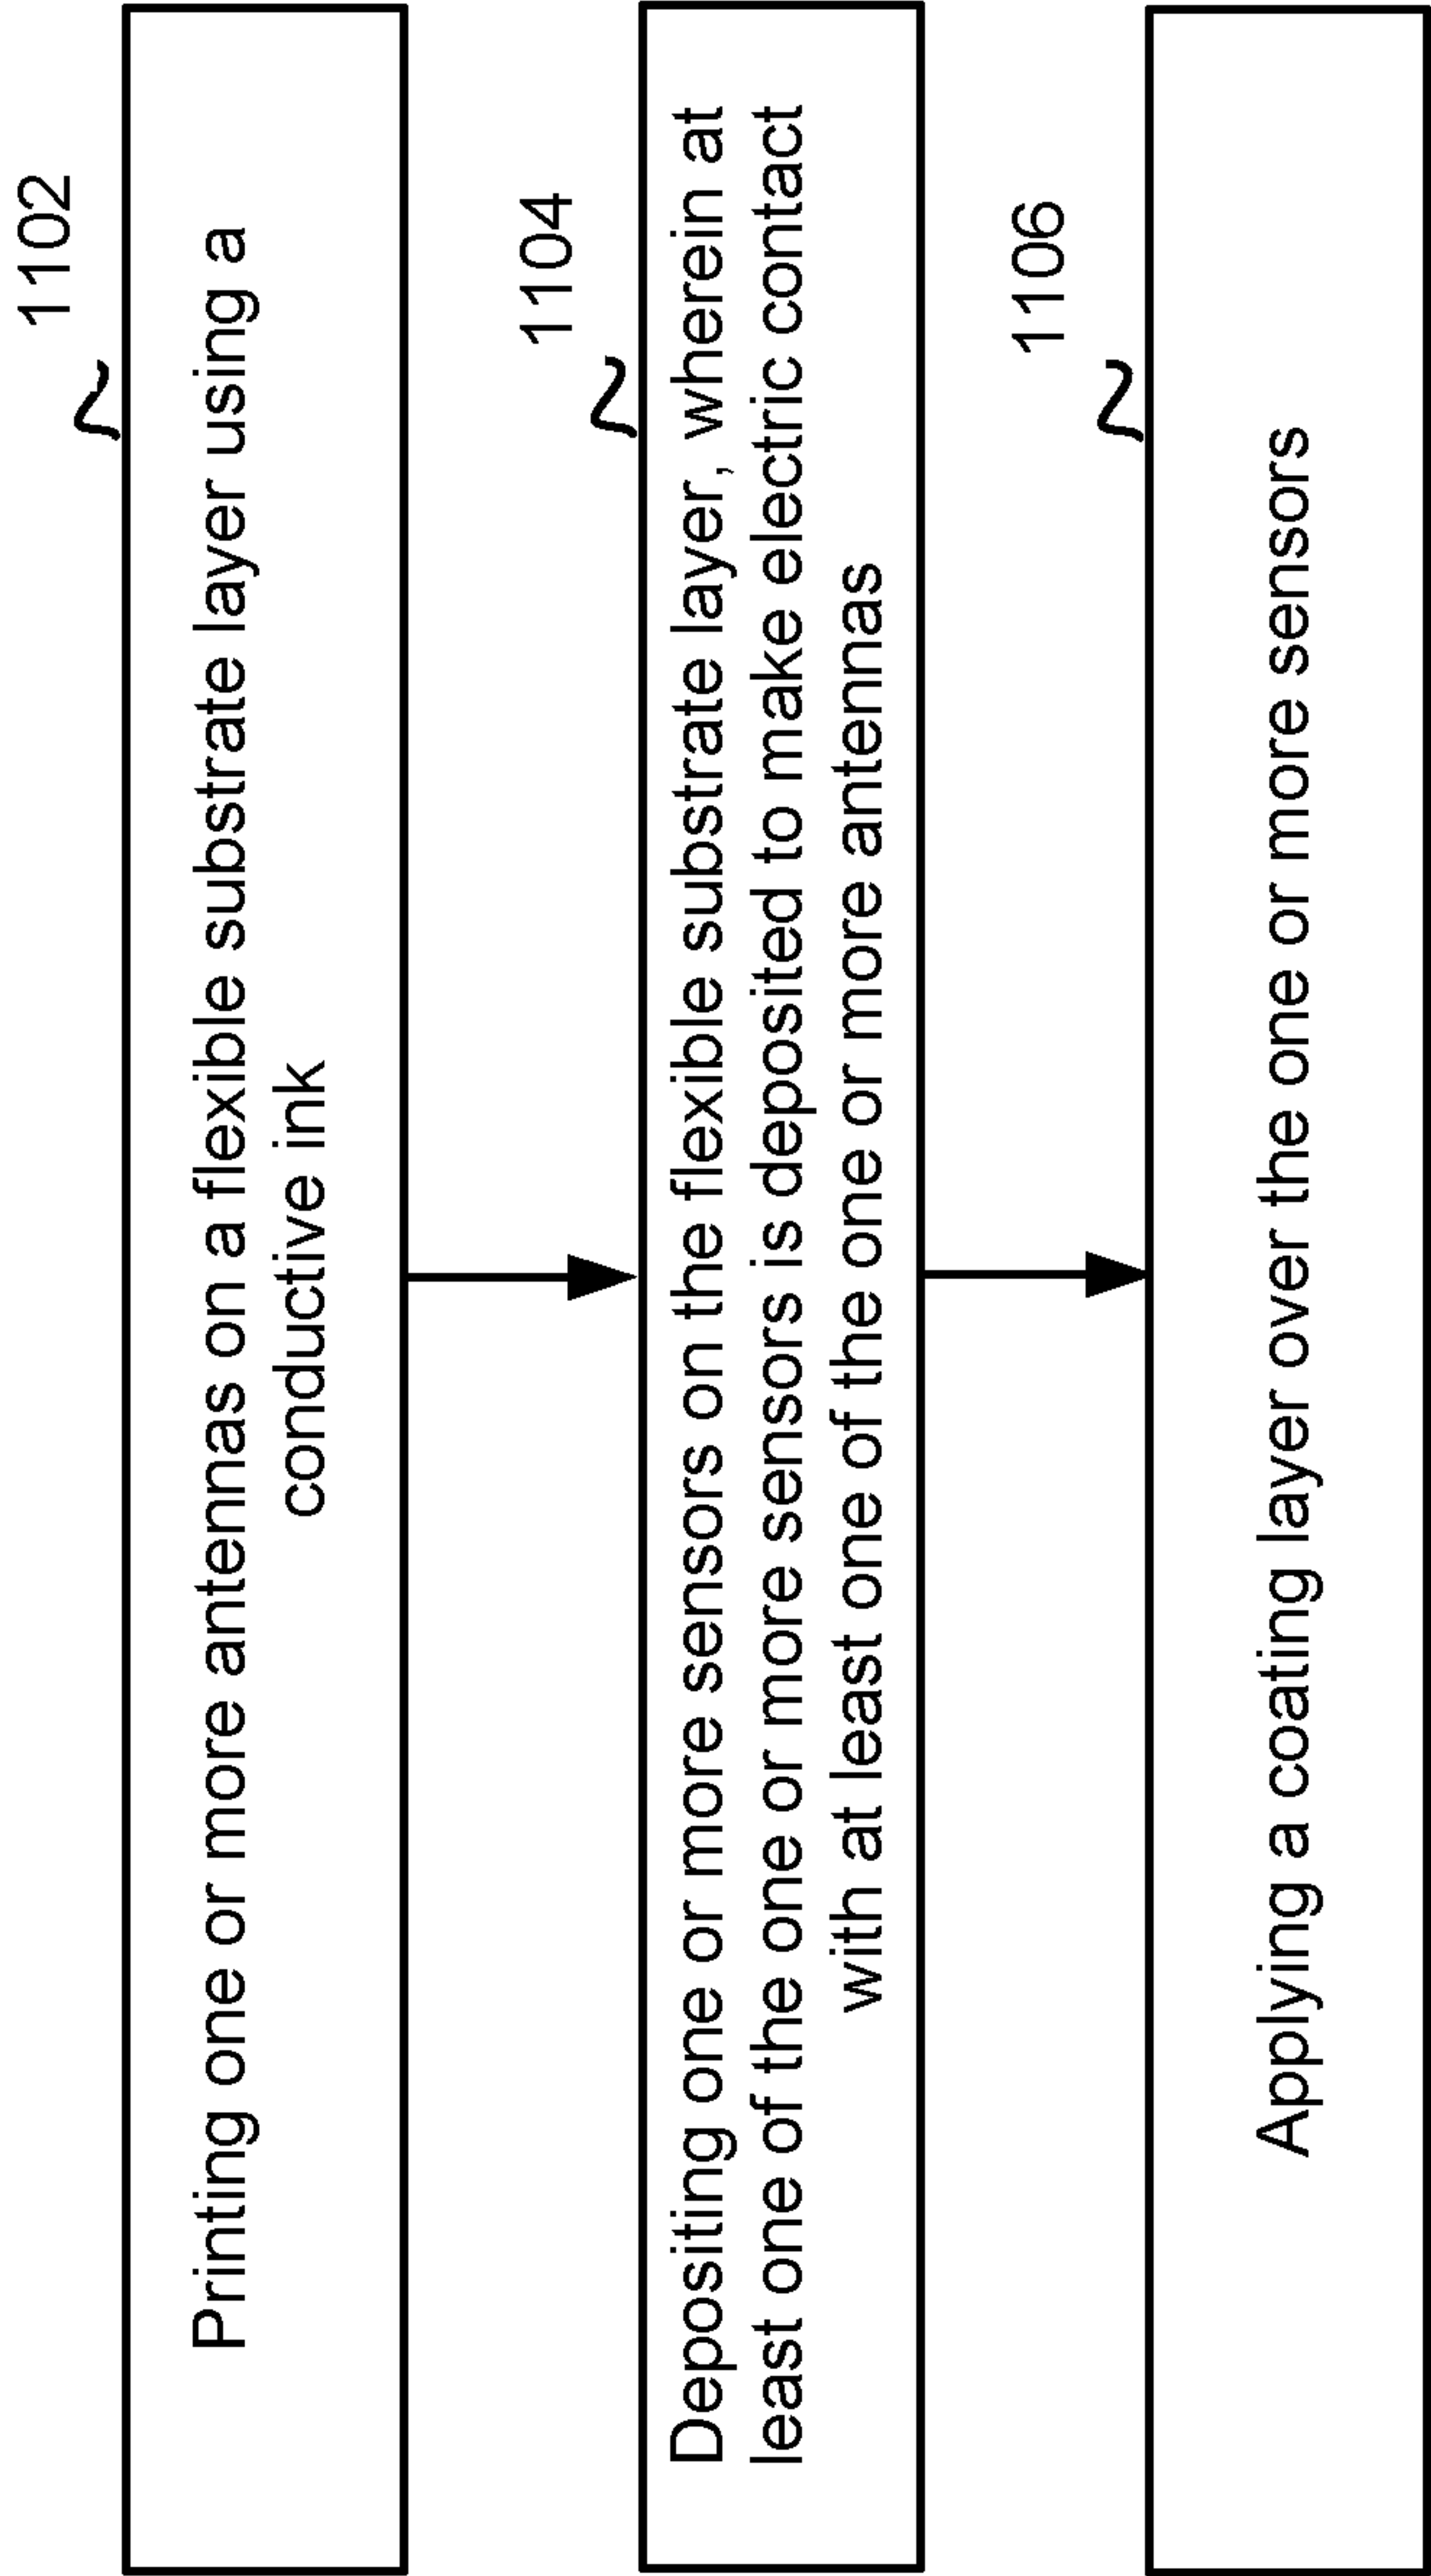 1102
Printing one or more antennas on a flexible substrate layer using a
conductive ink
1104
Depositing one or more sensors on the flexible substrate layer, wherein at
least one of the one or more sensors is deposited to make electric contact
with at least one of the one or more antennas
1106
Applying a coating layer over the one or more sensors